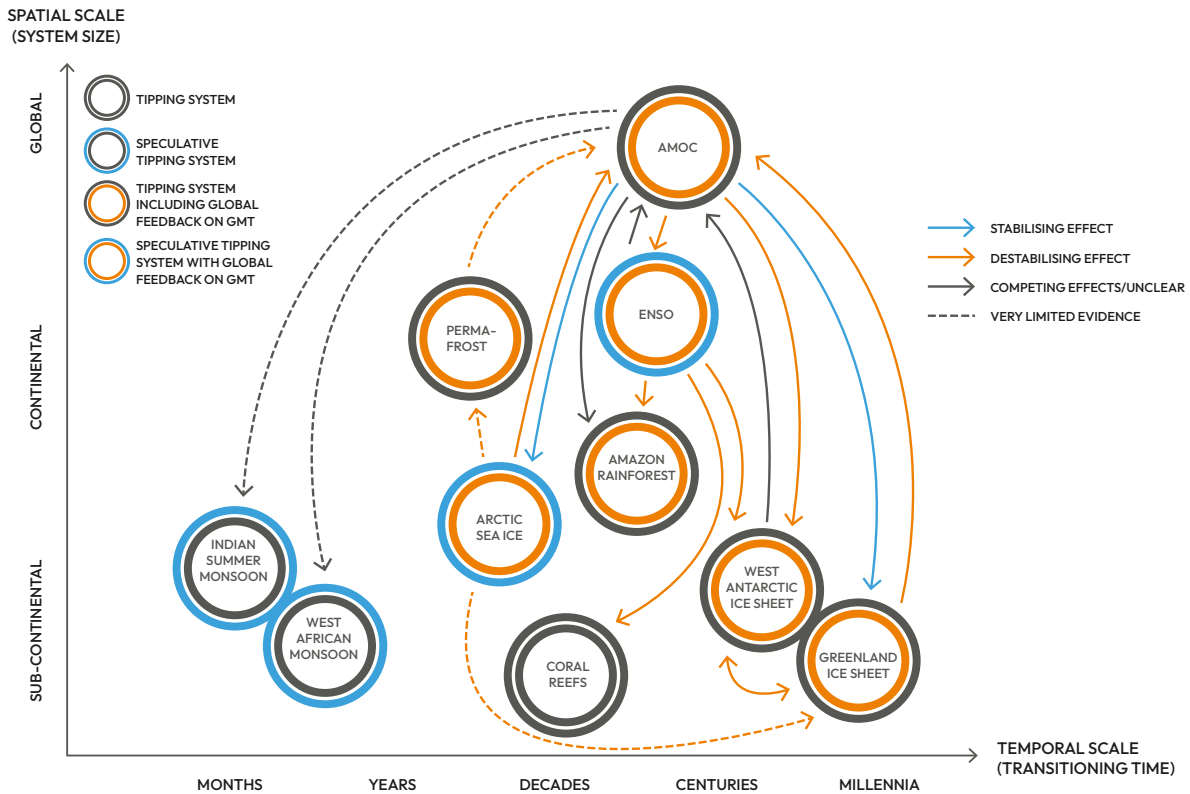 SPATIAL SCALE
(SYSTEM SIZE)
GLOBAL
CONTINENTAL
SUB-CONTINENTAL
TIPPING SYSTEM
SPECULATIVE
TIPPING SYSTEM
TIPPING SYSTEM
INCLUDING GLOBAL
FEEDBACK ON GMT
SPECULATIVE TIPPING
SYSTEM WITH GLOBAL
FEEDBACK ON GMT
STABILISING EFFECT
DESTABILISING EFFECT
COMPETING EFFECTS/UNCLEAR
VERY LIMITED EVIDENCE
AMOC
ENSO
PERMA-
FROST
AMAZON
RAINFOREST
ARCTIC
SEA ICE
INDIAN
SUMMER
MONSOON
WEST
AFRICAN
MONSOON
CORAL
REEFS
WEST
ANTARCTIC
ICE SHEET
GREENLAND
ICE SHEET
MONTHS
YEARS
DECADES
CENTURIES
MILLENNIA
TEMPORAL SCALE
(TRANSITIONING TIME)